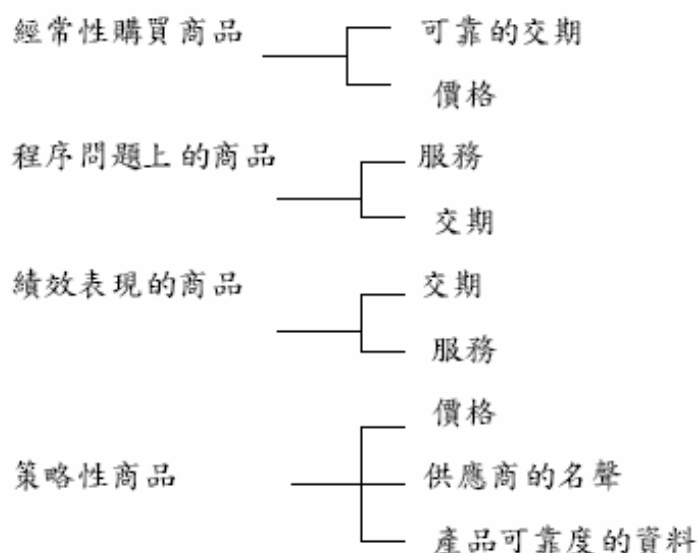 經常性購買商品
可靠的交期
價格
程序問題上的商品
服務
交期
績效表現的商品
交期
服務
價格
策略性商品
供應商的名聲
產品可靠度的資料